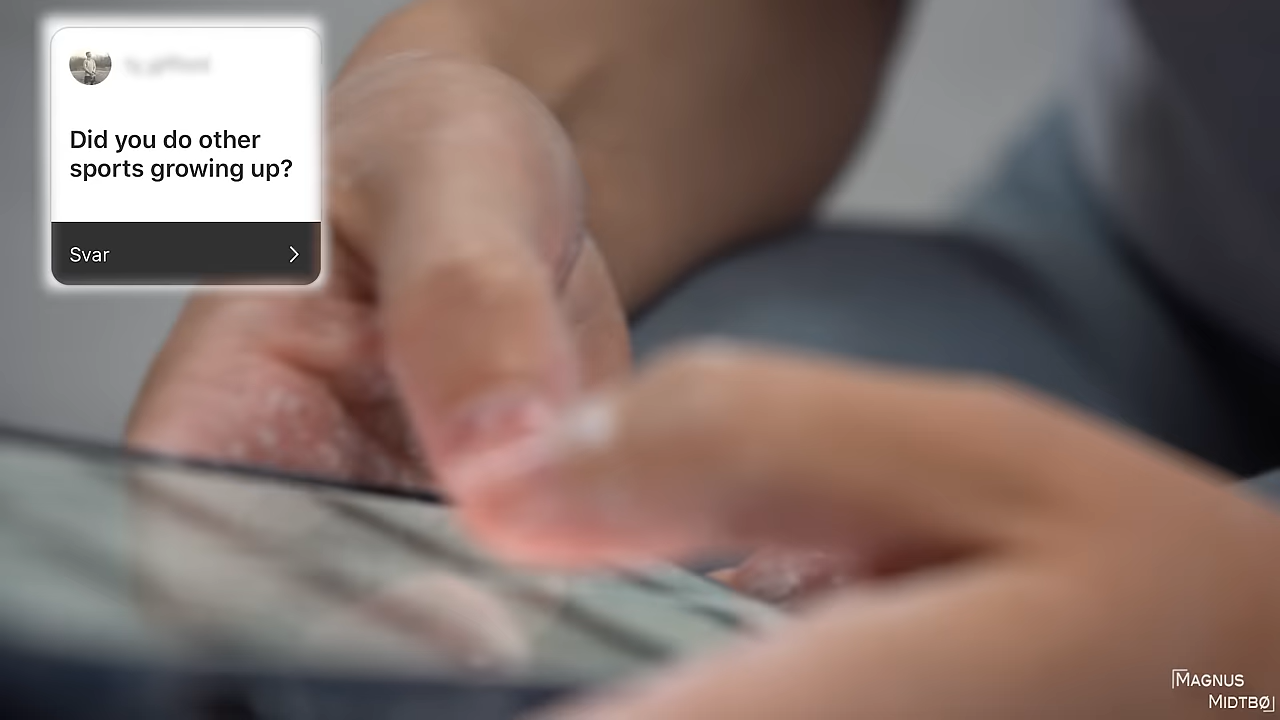 Did you do other
sports growing up?
Svar
MAGNUS
MIDTBØ